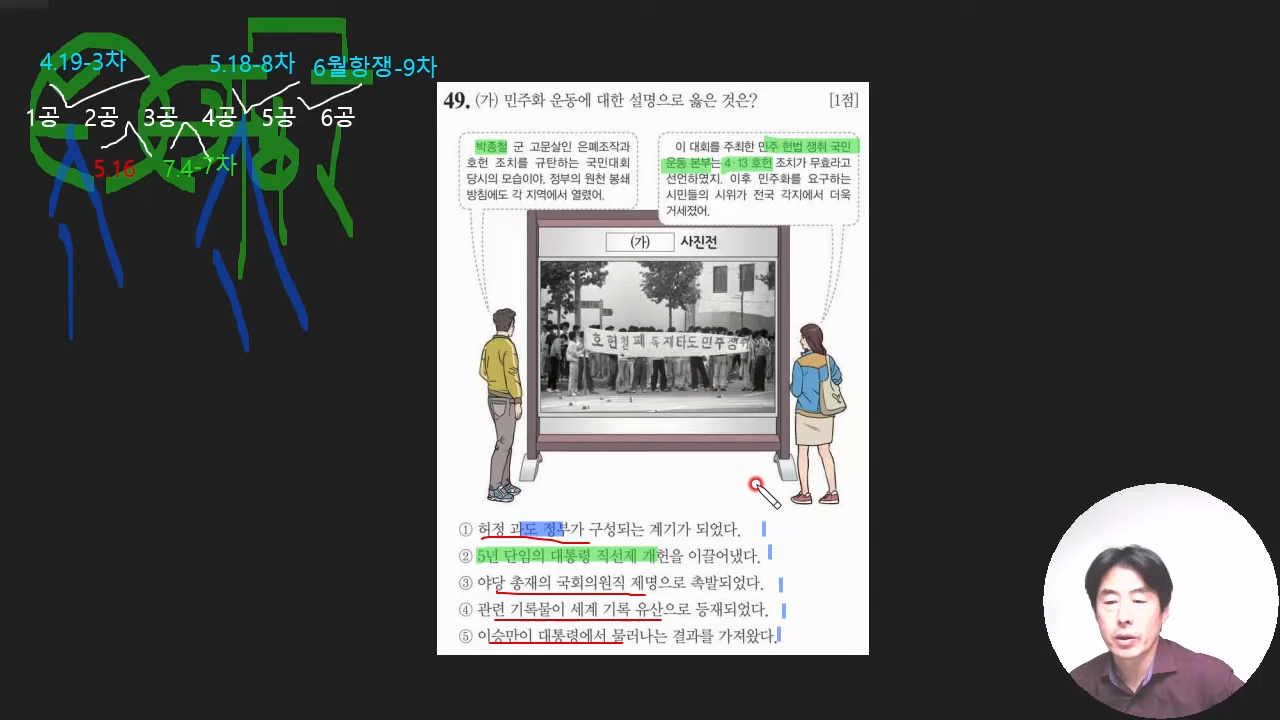 4.19-3차
5.18-8차
6월항쟁-9차
1공 2공 3공 4공 5공 6공
5.16
7.4-7차
49. (가) 민주화 운동에 대한 설명으로 옳은 것은? [1점]
박종철 군 고문살인 은폐조작과
호헌 조치를 규탄하는 국민대회
당시의 모습이야. 정부의 원천 봉쇄
방침에도 각 지역에서 열렸어.
이 대회를 주최한 민주 헌법 쟁취 국민
운동 본부는 4·13 호헌 조치가 무효라고
선언하였지. 이후 민주화를 요구하는
시민들의 시위가 전국 각지에서 더욱
거세졌어.
(가) 사진전
호헌철폐 독재타도 민주쟁취
① 허정 과도 정부가 구성되는 계기가 되었다.
② 5년 단임의 대통령 직선제 개헌을 이끌어냈다.
③ 야당 총재의 국회의원직 제명으로 촉발되었다.
④ 관련 기록물이 세계 기록 유산으로 등재되었다.
⑤ 이승만이 대통령에서 물러나는 결과를 가져왔다.